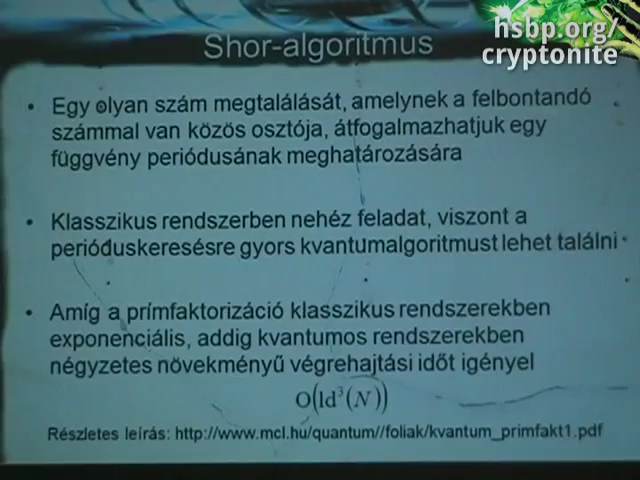 hsbp.org/
cryptonite
Shor-algoritmus
• Egy olyan szám megtalálását, amelynek a felbontandó
számmal van közös osztója, átfogalmazhatjuk egy
függvény periódusának meghatározására
• Klasszikus rendszerben nehéz feladat, viszont a
perióduskeresésre gyors kvantumalgoritmust lehet találni
• Amíg a prímfaktorizáció klasszikus rendszerekben
exponenciális, addig kvantumos rendszerekben
négyzetes növekményű végrehajtási időt igényel
O(ld³(N))
Részletes leírás: http://www.mcl.hu/quantum//foliak/kvantum_primfakt1.pdf